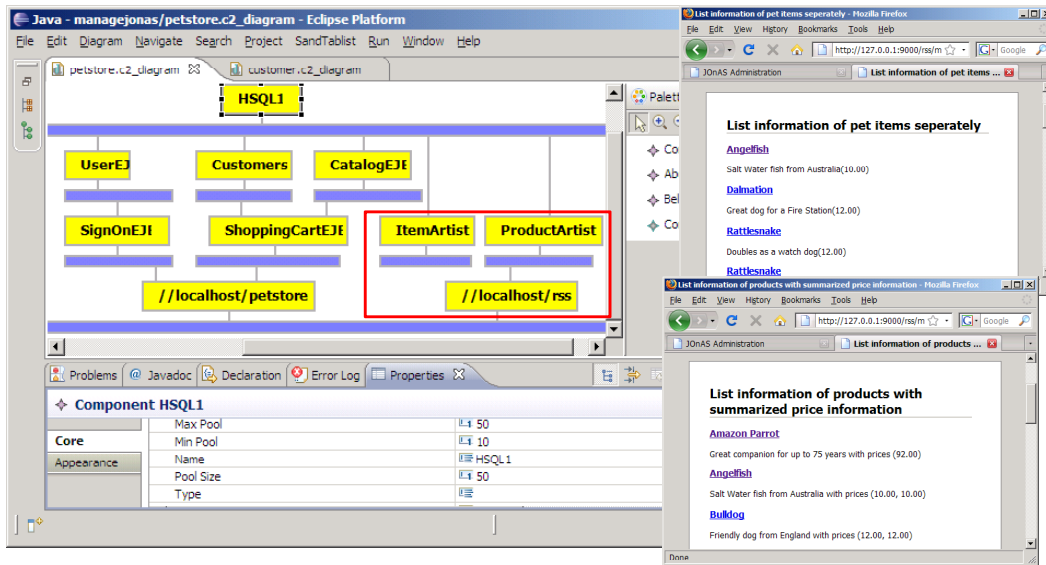 Java - managejonas/petstore.c2_diagram - Eclipse Platform
File Edit Diagram Navigate Search Project SandTablist Run Window Help
petstore.c2_diagram
customer.c2_diagram
HSQL1
UserEJ
Customers
CatalogEJE
SignOnEJE
ShoppingCartEJE
ItemArtist
ProductArtist
//localhost/petstore
//localhost/rss
Palett
Co
Ab
Bel
Co
Problems
Javadoc
Declaration
Error Log
Properties
Component HSQL1
Core
Appearance
Max Pool 50
Min Pool 10
Name HSQL1
Pool Size 50
Type
List information of pet items seperately - Mozilla Firefox
File Edit View History Bookmarks Tools Help
http://127.0.0.1:9000/rss/m
Google
JOnAS Administration
List information of pet items ...
List information of pet items seperately
Angelfish
Salt Water fish from Australia(10.00)
Dalmation
Great dog for a Fire Station(12.00)
Rattlesnake
Doubles as a watch dog(12.00)
Rattlesnake
List information of products with summarized price information - Mozilla Firefox
File Edit View History Bookmarks Tools Help
http://127.0.0.1:9000/rss/m
Google
JOnAS Administration
List information of products ...
List information of products with
summarized price information
Amazon Parrot
Great companion for up to 75 years with prices (92.00)
Angelfish
Salt Water fish from Australia with prices (10.00, 10.00)
Bulldog
Friendly dog from England with prices (12.00, 12.00)
Done